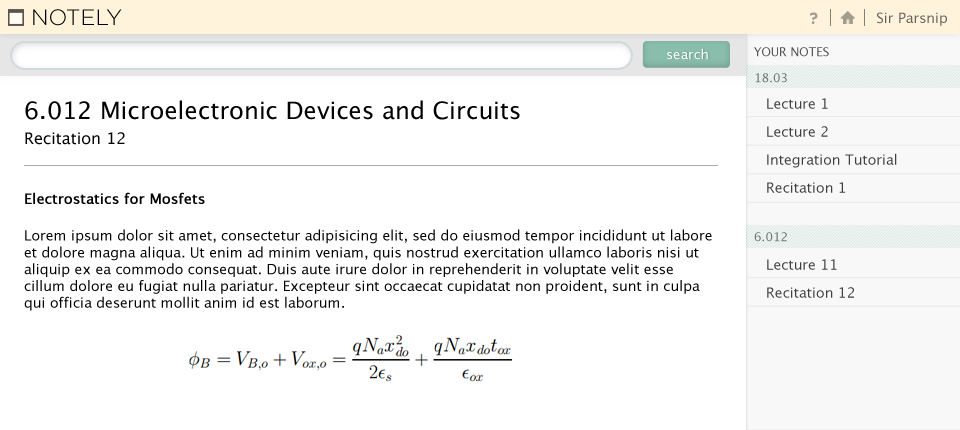 NOTELY
? Sir Parsnip
search
6.012 Microelectronic Devices and Circuits
Recitation 12
Electrostatics for Mosfets
Lorem ipsum dolor sit amet, consectetur adipisicing elit, sed do eiusmod tempor incididunt ut labore
et dolore magna aliqua. Ut enim ad minim veniam, quis nostrud exercitation ullamco laboris nisi ut
aliquip ex ea commodo consequat. Duis aute irure dolor in reprehenderit in voluptate velit esse
cillum dolore eu fugiat nulla pariatur. Excepteur sint occaecat cupidatat non proident, sunt in culpa
qui officia deserunt mollit anim id est laborum.
ϕ_B = V_{B,o} + V_{ox,o} = \frac{qN_a x_{do}^2}{2ϵ_s} + \frac{qN_a x_{do} t_{ox}}{ϵ_{ox}}
YOUR NOTES
18.03
Lecture 1
Lecture 2
Integration Tutorial
Recitation 1
6.012
Lecture 11
Recitation 12